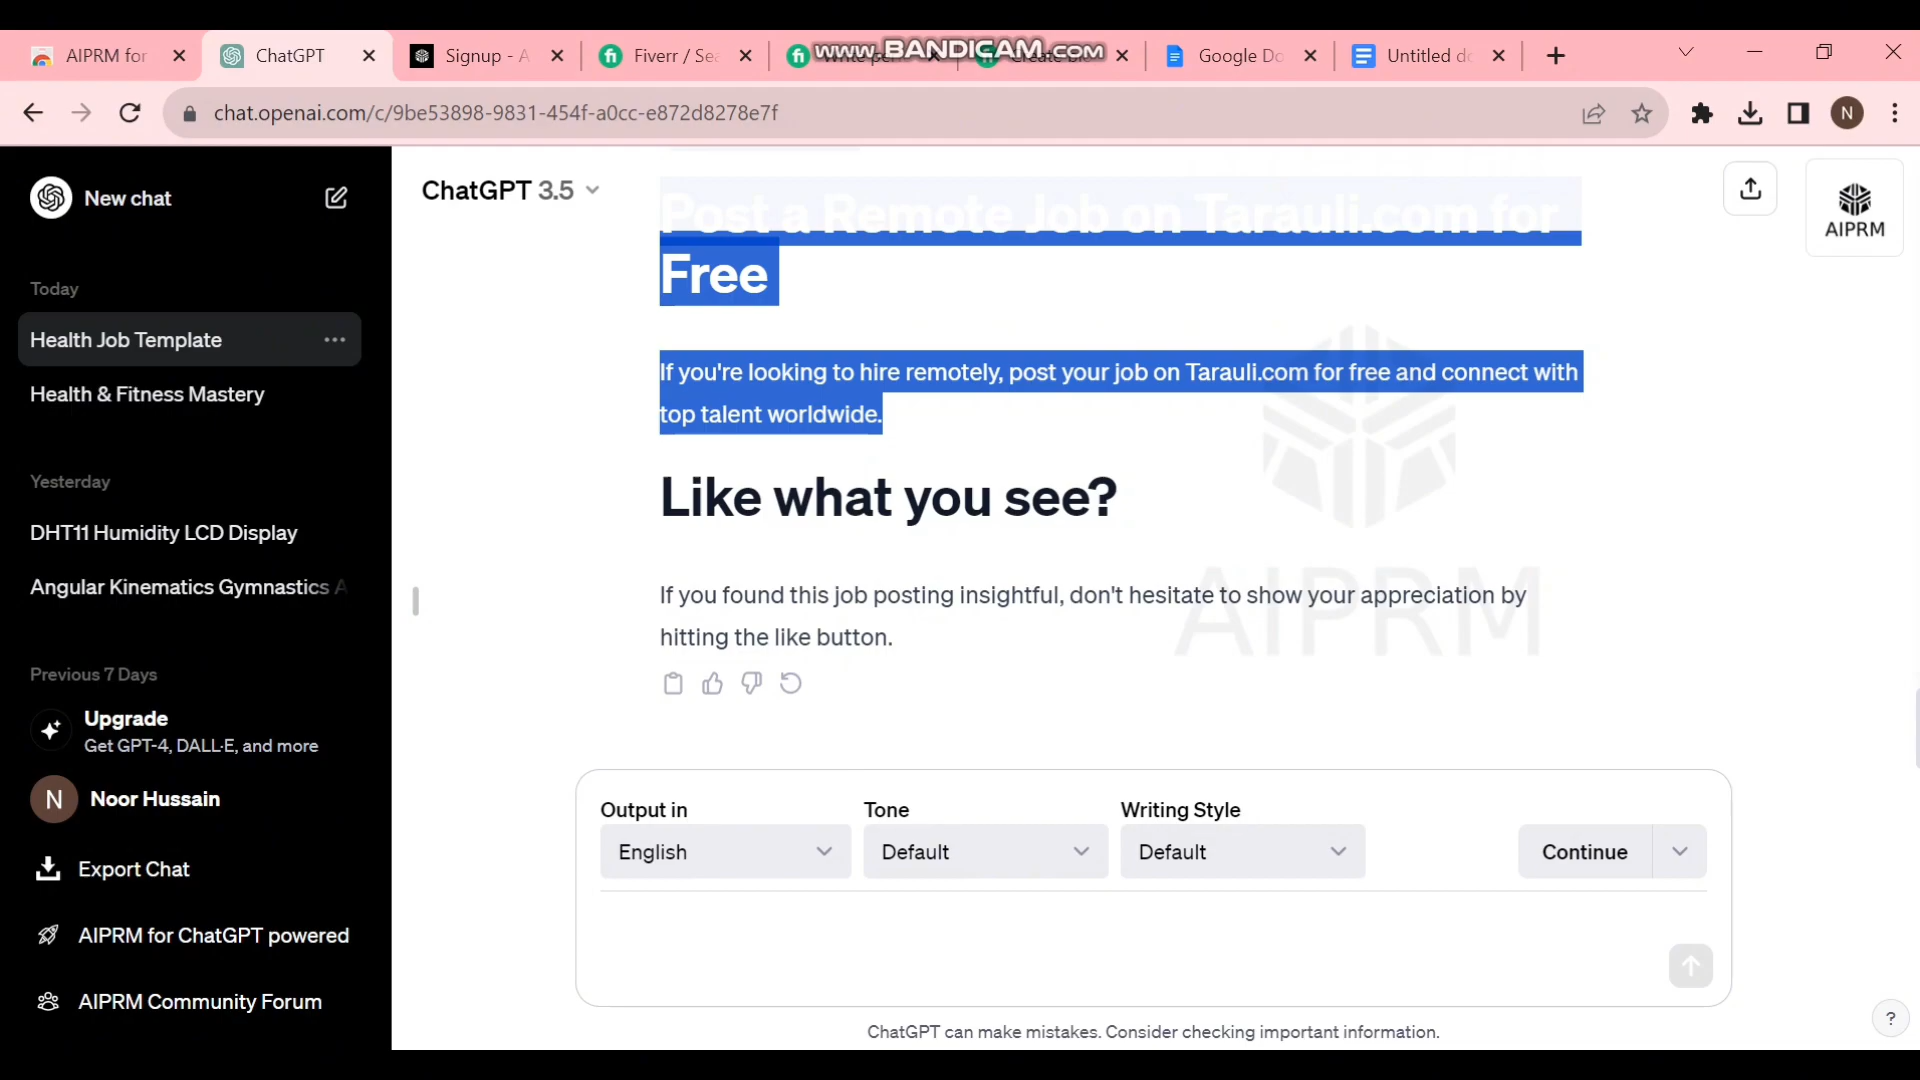 AIPRM for
ChatGPT
Signup - A
Fiverr / Sea
www.BANDICAM.COM
Google Do
Untitled do
chat.openai.com/c/9be53898-9831-454f-a0cc-e872d8278e7f
N
New chat
Today
Health Job Template
Health & Fitness Mastery
Yesterday
DHT11 Humidity LCD Display
Angular Kinematics Gymnastics A
Previous 7 Days
Upgrade
Get GPT-4, DALL·E, and more
N
Noor Hussain
Export Chat
AIPRM for ChatGPT powered
AIPRM Community Forum
ChatGPT 3.5
AIPRM
Post a Remote Job on Tarauli.com for
Free
If you're looking to hire remotely, post your job on Tarauli.com for free and connect with
top talent worldwide.
Like what you see?
If you found this job posting insightful, don't hesitate to show your appreciation by
hitting the like button.
AIPRM
Output in
Tone
Writing Style
English
Default
Default
Continue
ChatGPT can make mistakes. Consider checking important information.
?